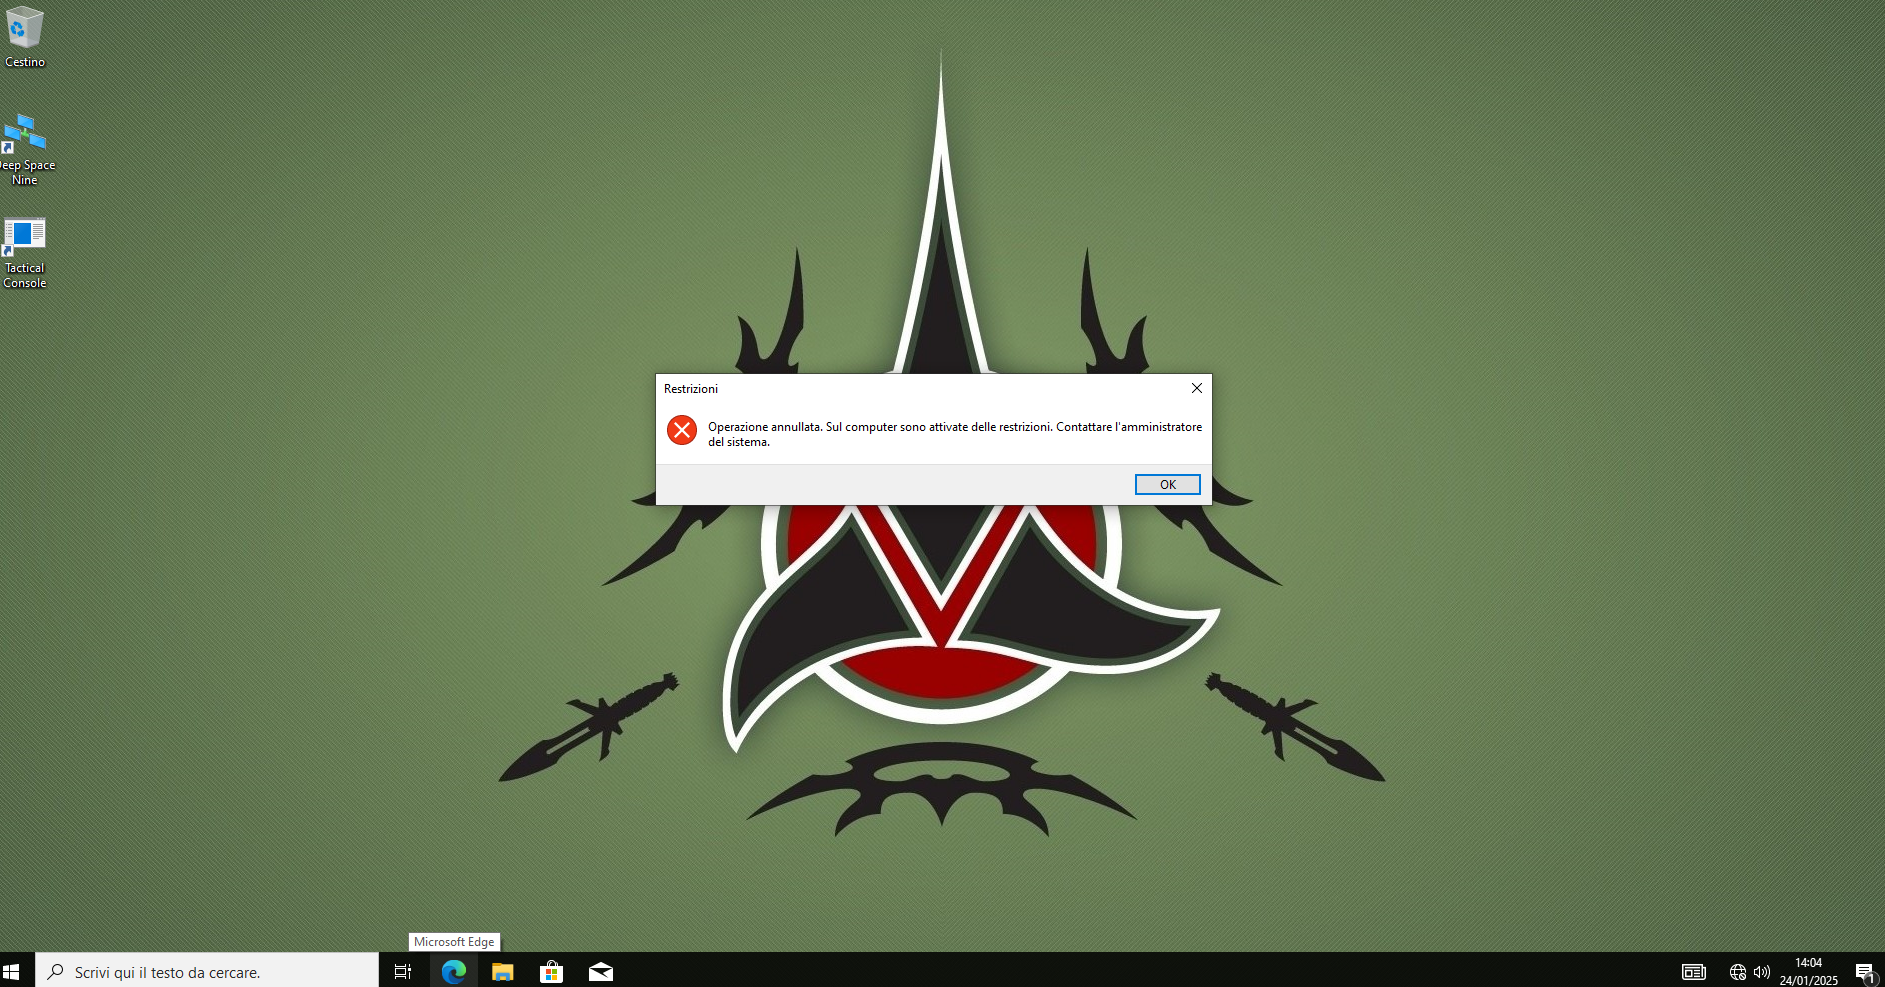 Cestino
eep Space
Nine
Tactical
Console
Restrizioni
Operazione annullata. Sul computer sono attivate delle restrizioni. Contattare l'amministratore
del sistema.
OK
Microsoft Edge
Scrivi qui il testo da cercare.
14:04
24/01/2025
1